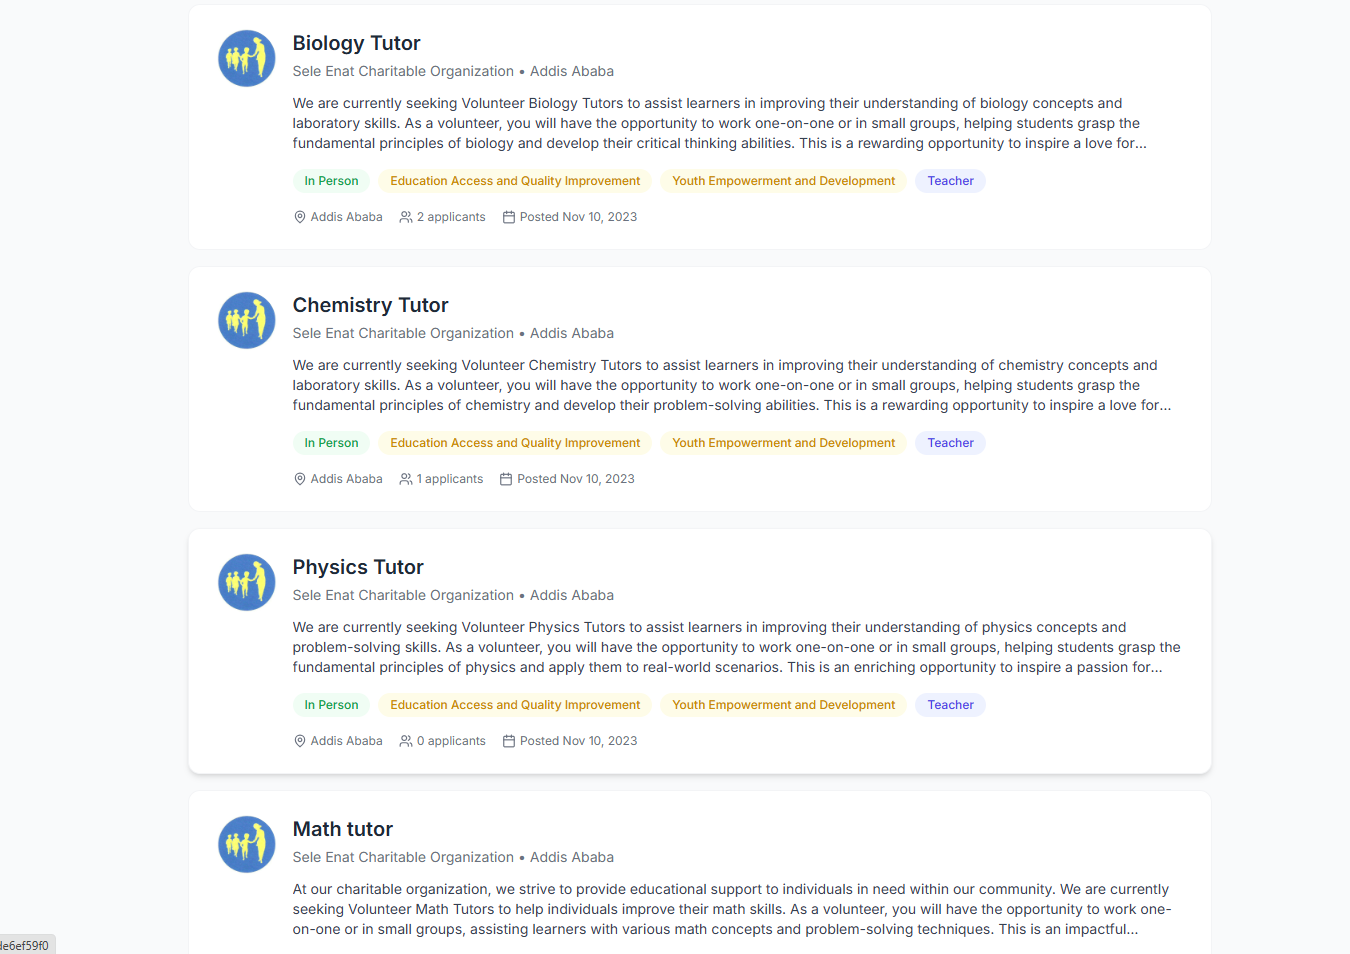 Biology Tutor
Sele Enat Charitable Organization • Addis Ababa
We are currently seeking Volunteer Biology Tutors to assist learners in improving their understanding of biology concepts and
laboratory skills. As a volunteer, you will have the opportunity to work one-on-one or in small groups, helping students grasp the
fundamental principles of biology and develop their critical thinking abilities. This is a rewarding opportunity to inspire a love for...
In Person Education Access and Quality Improvement Youth Empowerment and Development Teacher
Addis Ababa 2 applicants Posted Nov 10, 2023
Chemistry Tutor
Sele Enat Charitable Organization • Addis Ababa
We are currently seeking Volunteer Chemistry Tutors to assist learners in improving their understanding of chemistry concepts and
laboratory skills. As a volunteer, you will have the opportunity to work one-on-one or in small groups, helping students grasp the
fundamental principles of chemistry and develop their problem-solving abilities. This is a rewarding opportunity to inspire a love for...
In Person Education Access and Quality Improvement Youth Empowerment and Development Teacher
Addis Ababa 1 applicants Posted Nov 10, 2023
Physics Tutor
Sele Enat Charitable Organization • Addis Ababa
We are currently seeking Volunteer Physics Tutors to assist learners in improving their understanding of physics concepts and
problem-solving skills. As a volunteer, you will have the opportunity to work one-on-one or in small groups, helping students grasp the
fundamental principles of physics and apply them to real-world scenarios. This is an enriching opportunity to inspire a passion for...
In Person Education Access and Quality Improvement Youth Empowerment and Development Teacher
Addis Ababa 0 applicants Posted Nov 10, 2023
Math tutor
Sele Enat Charitable Organization • Addis Ababa
At our charitable organization, we strive to provide educational support to individuals in need within our community. We are currently
seeking Volunteer Math Tutors to help individuals improve their math skills. As a volunteer, you will have the opportunity to work one-
on-one or in small groups, assisting learners with various math concepts and problem-solving techniques. This is an impactful...
de6ef59f0